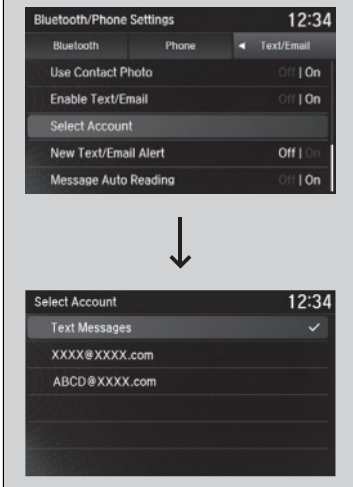 Bluetooth/Phone Settings 12:34
Bluetooth Phone ◄ Text/Email
Use Contact Photo Off | On
Enable Text/Email Off | On
Select Account
New Text/Email Alert Off | On
Message Auto Reading Off | On
Select Account 12:34
Text Messages ✓
XXXX@XXXX.com
ABCD@XXXX.com